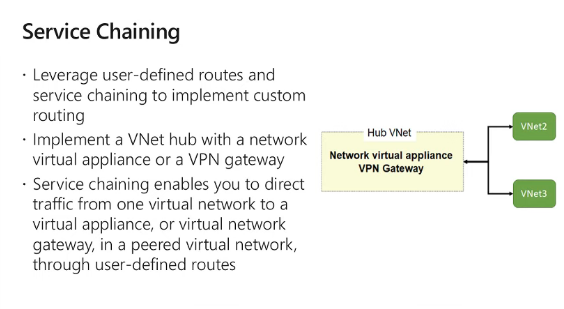 Service Chaining
· Leverage user-defined routes and
service chaining to implement custom
routing
· Implement a VNet hub with a network
virtual appliance or a VPN gateway
· Service chaining enables you to direct
traffic from one virtual network to a
virtual appliance, or virtual network
gateway, in a peered virtual network,
through user-defined routes
Hub VNet
Network virtual appliance
VPN Gateway
VNet2
VNet3